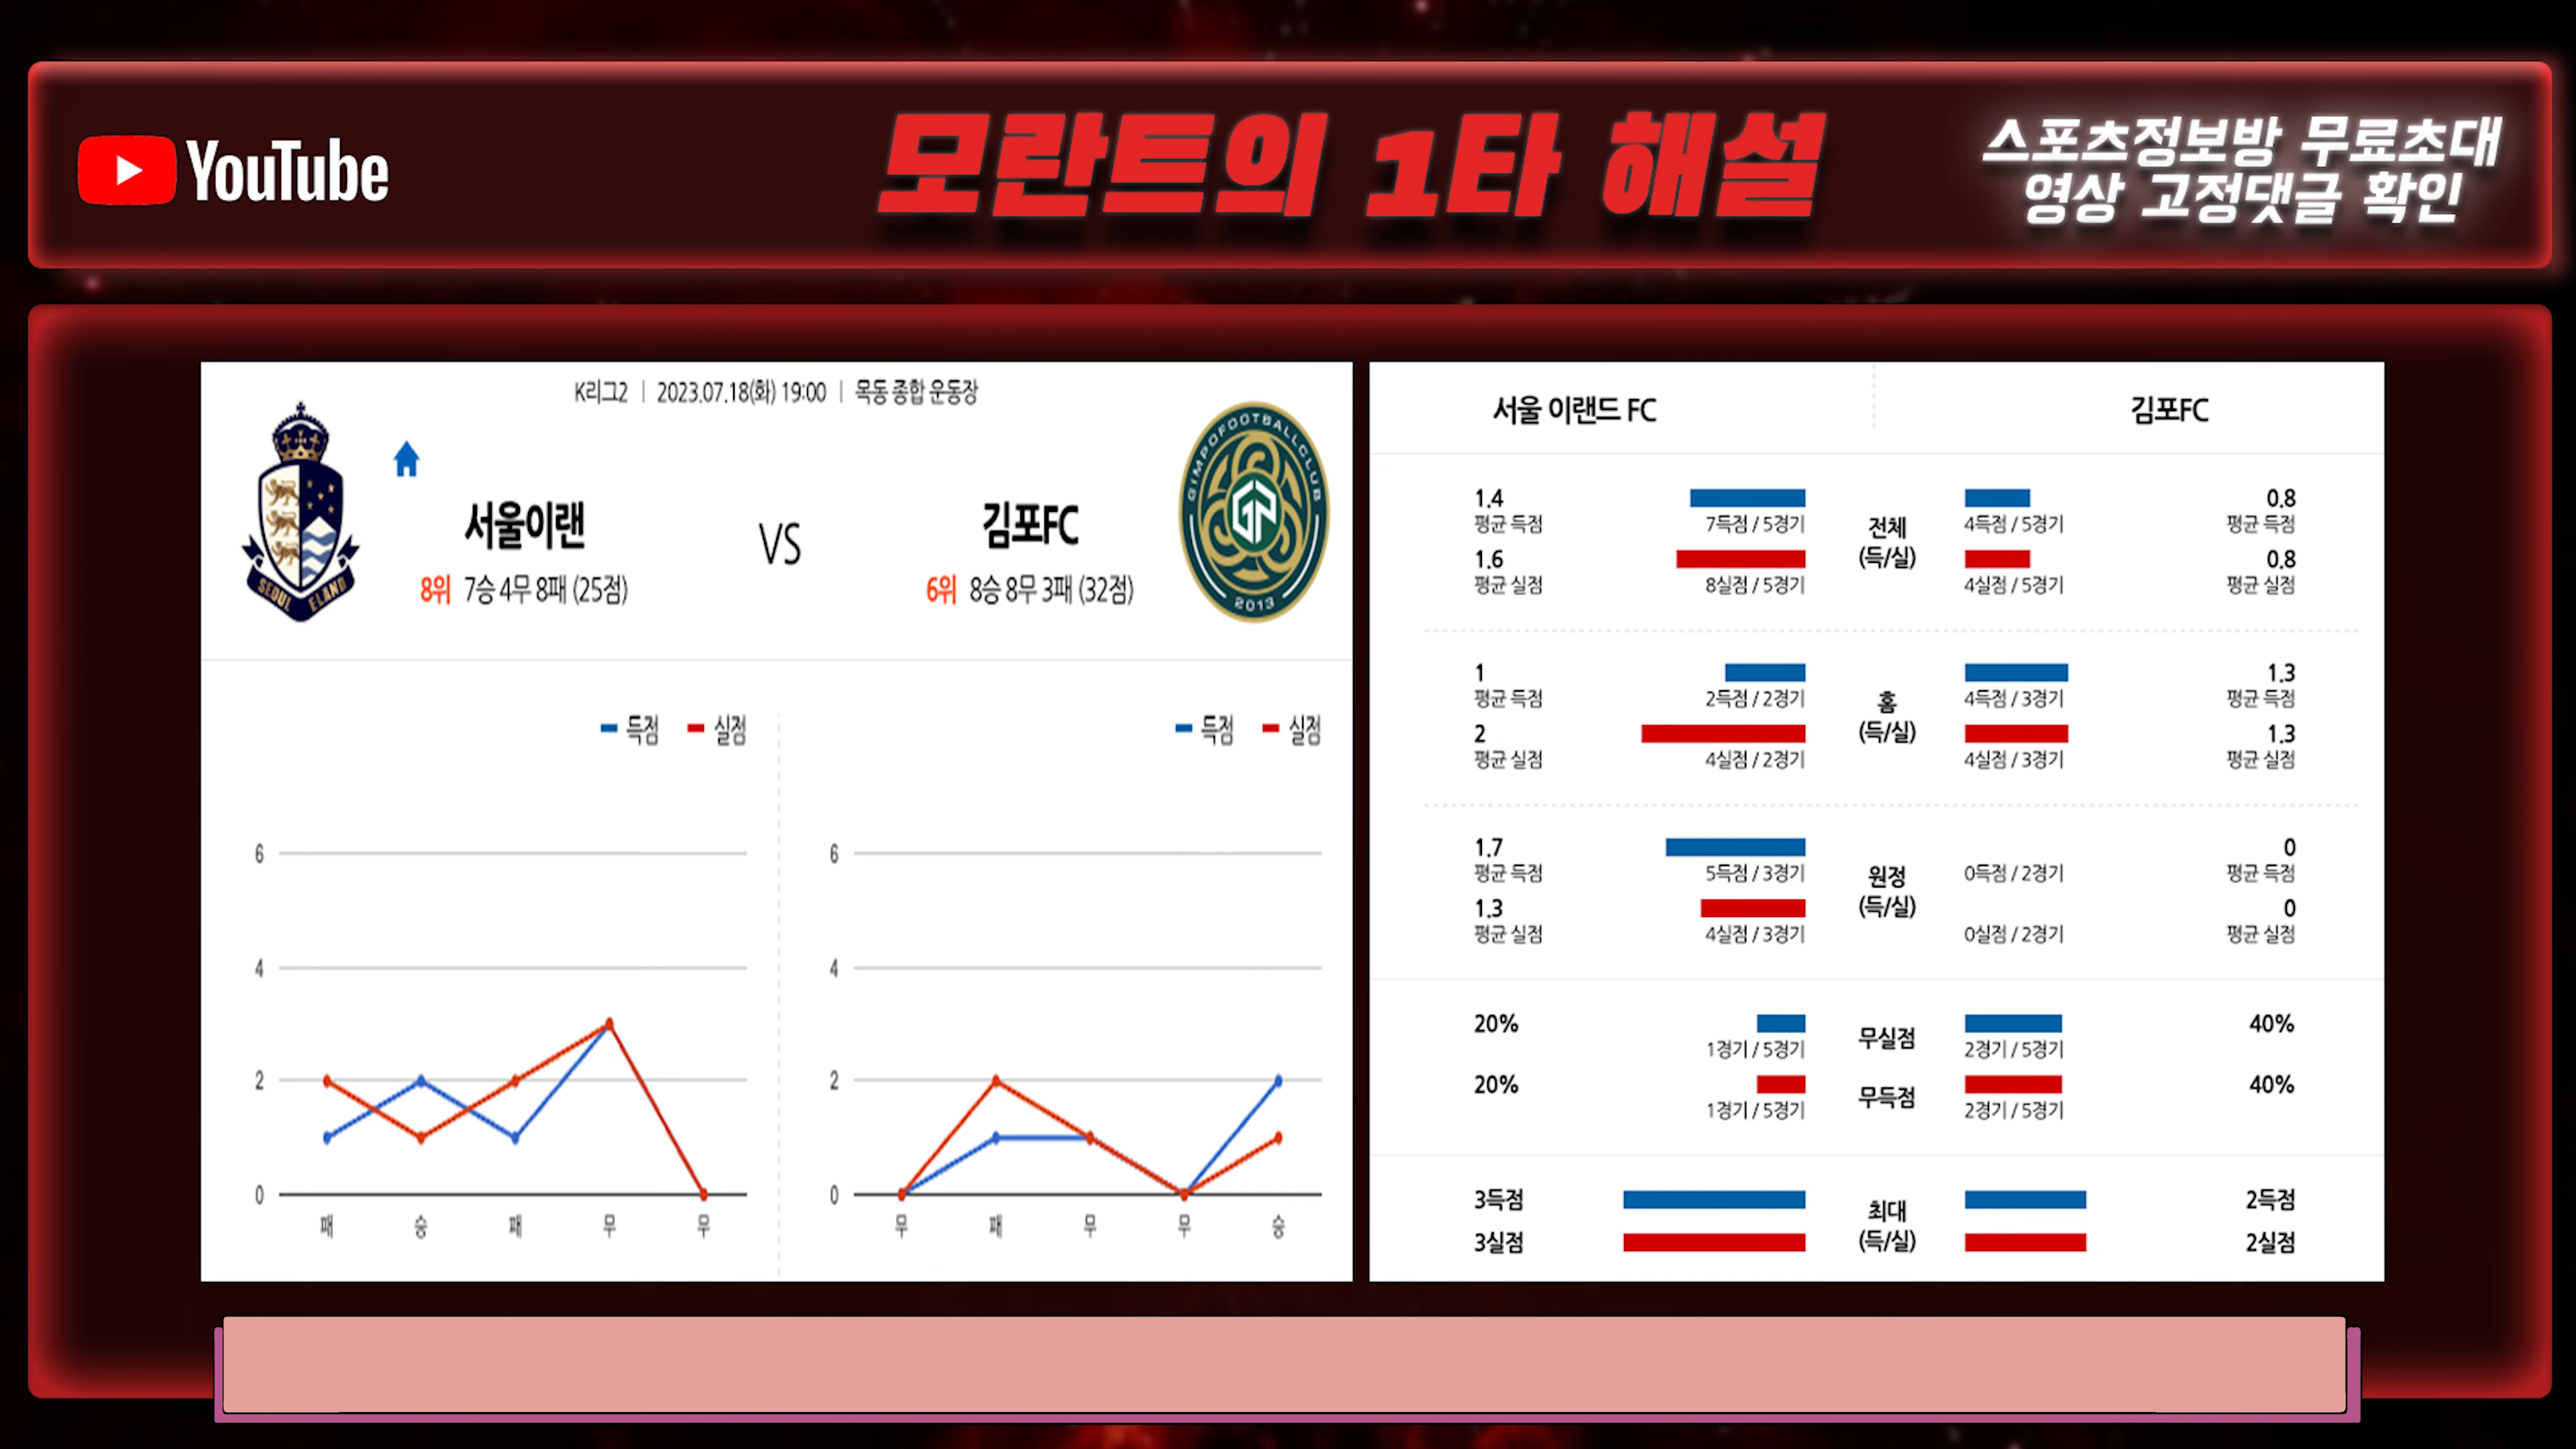 YouTube
모란트의 1타 해설
스포츠정보방 무료초대
영상 고정댓글 확인
K리그2 | 2023.07.18(화) 19:00 | 목동 종합 운동장
SEOUL ELAND
서울이랜
8위 7승 4무 8패 (25점)
VS
김포FC
6위 8승 8무 3패 (32점)
GIMPO FOOTBALL CLUB
GP
2013
득점 실점
6
4
2
0
패 승 패 무 무
득점 실점
6
4
2
0
무 패 무 무 승
서울 이랜드 FC 김포FC
1.4 0.8
평균 득점 7득점 / 5경기 전체 4득점 / 5경기 평균 득점
1.6 (득/실) 0.8
평균 실점 8실점 / 5경기 4실점 / 5경기 평균 실점
1 1.3
평균 득점 2득점 / 2경기 홈 4득점 / 3경기 평균 득점
2 (득/실) 1.3
평균 실점 4실점 / 2경기 4실점 / 3경기 평균 실점
1.7 0
평균 득점 5득점 / 3경기 원정 0득점 / 2경기 평균 득점
1.3 (득/실) 0
평균 실점 4실점 / 3경기 0실점 / 2경기 평균 실점
20% 무실점 40%
1경기 / 5경기 2경기 / 5경기
20% 무득점 40%
1경기 / 5경기 2경기 / 5경기
3득점 최대 2득점
3실점 (득/실) 2실점